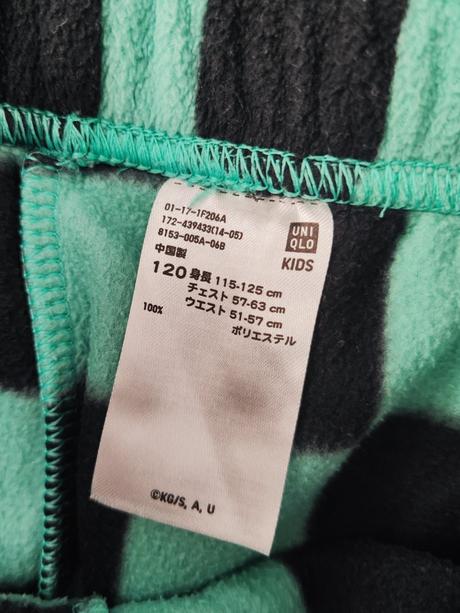 01-17-1F206A
172-439433(14-05)
8153-005A-06B
中国製
UNI
QLO
KIDS
120 身長 115-125 cm
チェスト 57-63 cm
ウエスト 51-57 cm
100% ポリエステル
©KG/S, A, U